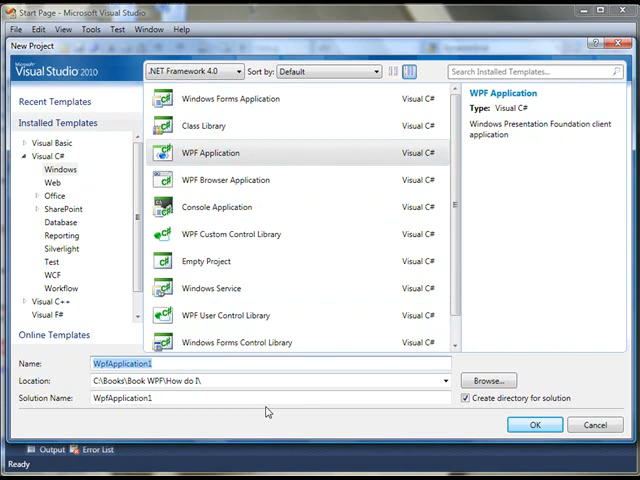 Start Page - Microsoft Visual Studio
File Edit View Tools Test Window Help
New Project
Microsoft
Visual Studio 2010
.NET Framework 4.0
Sort by: Default
Search Installed Templates...
Recent Templates
Installed Templates
Visual Basic
Visual C#
Windows
Web
Office
SharePoint
Database
Reporting
Silverlight
Test
WCF
Workflow
Visual C++
Visual F#
Online Templates
Windows Forms Application Visual C#
Class Library Visual C#
WPF Application Visual C#
WPF Browser Application Visual C#
Console Application Visual C#
WPF Custom Control Library Visual C#
Empty Project Visual C#
Windows Service Visual C#
WPF User Control Library Visual C#
Windows Forms Control Library Visual C#
WPF Application
Type: Visual C#
Windows Presentation Foundation client
application
Name: WpfApplication1
Location: C:\Books\Book WPF\How do I\
Browse...
Solution Name: WpfApplication1
Create directory for solution
OK Cancel
Output Error List
Ready